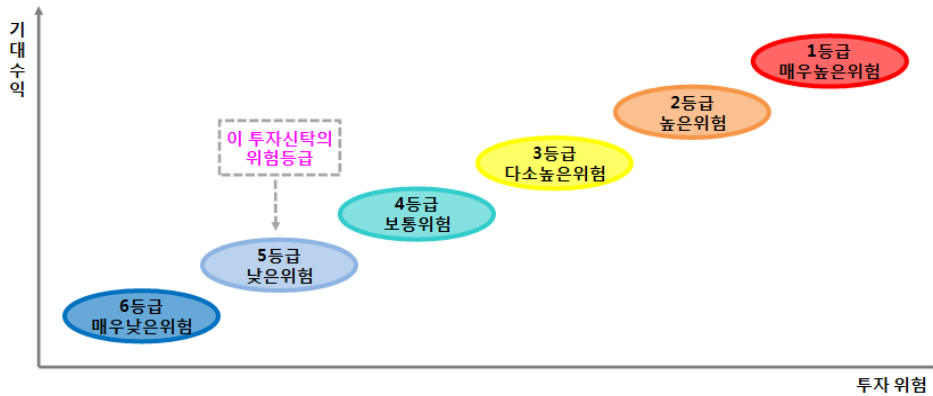 기대수익
1등급
매우높은위험
2등급
높은위험
이 투자신탁의
위험등급
3등급
다소높은위험
4등급
보통위험
5등급
낮은위험
6등급
매우낮은위험
투자 위험